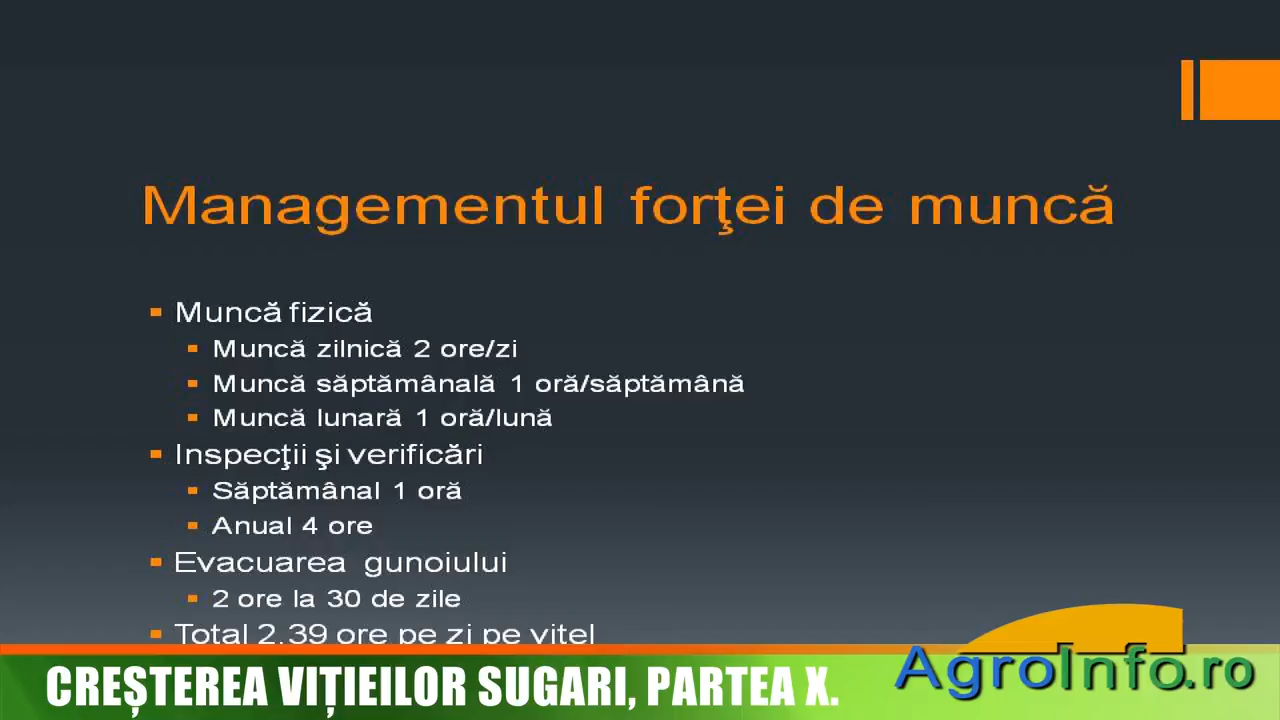 Managementul forţei de muncă
Muncă fizică
Muncă zilnică 2 ore/zi
Muncă săptămânală 1 oră/săptămână
Muncă lunară 1 oră/lună
Inspecţii şi verificări
Săptămânal 1 oră
Anual 4 ore
Evacuarea gunoiului
2 ore la 30 de zile
Total 2,39 ore pe zi pe viţel
CREȘTEREA VIȚIEILOR SUGARI, PARTEA X.
AgroInfo.ro